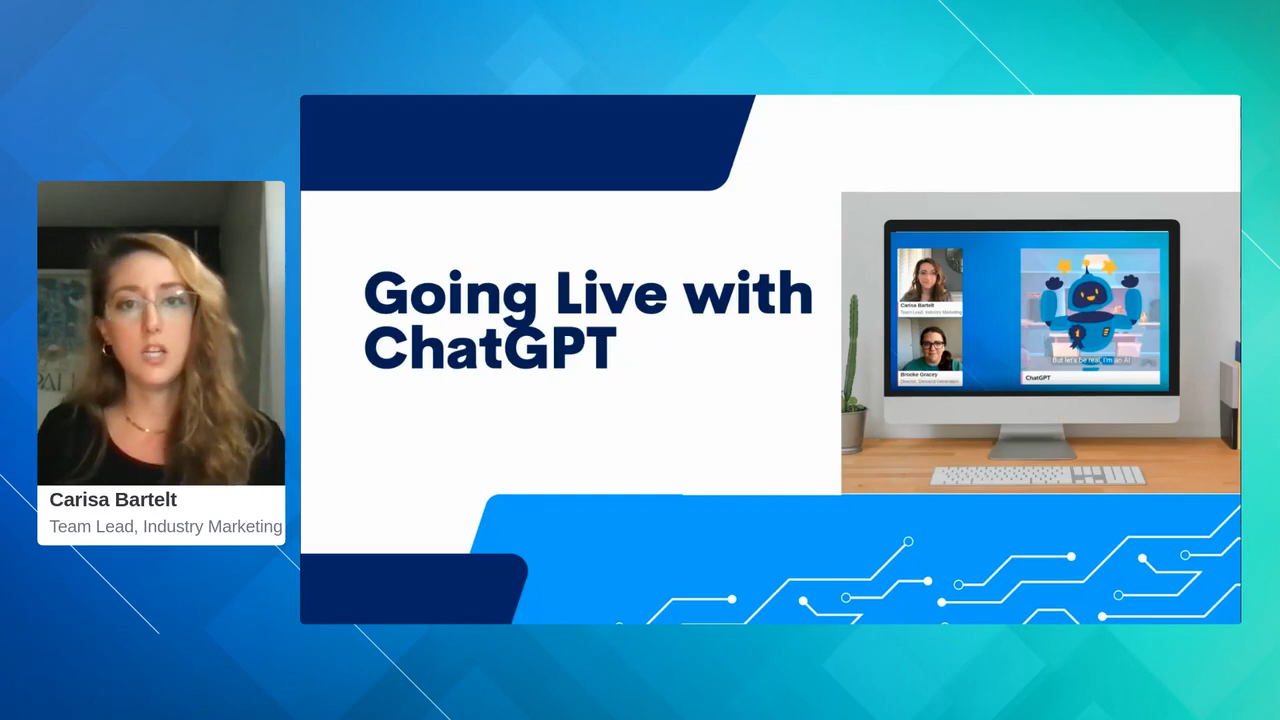 Carisa Bartelt
Team Lead, Industry Marketing
Going Live with
ChatGPT
Carisa Bartelt
Team Lead, Industry Marketing
Brooke Gracey
Director, Demand Generation
But let's be real, I'm an AI
ChatGPT